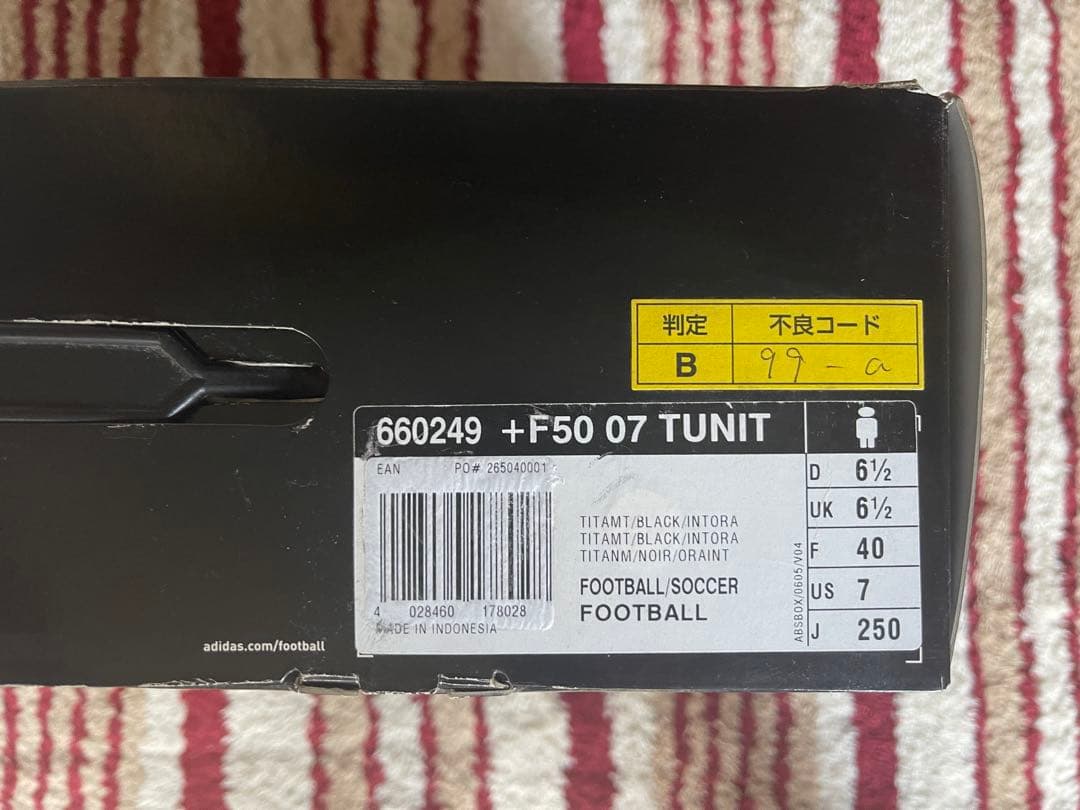 判定 不良コード
B 99-a
660249 +F50 07 TUNIT
EAN PO# 265040001
TITAMT/BLACK/INTORA
TITAMT/BLACK/INTORA
TITANM/NOIR/ORAINT
FOOTBALL/SOCCER
FOOTBALL
4 028460 178028
MADE IN INDONESIA
ABSBOX/0605/V04
D 6½
UK 6½
F 40
US 7
J 250
adidas.com/football